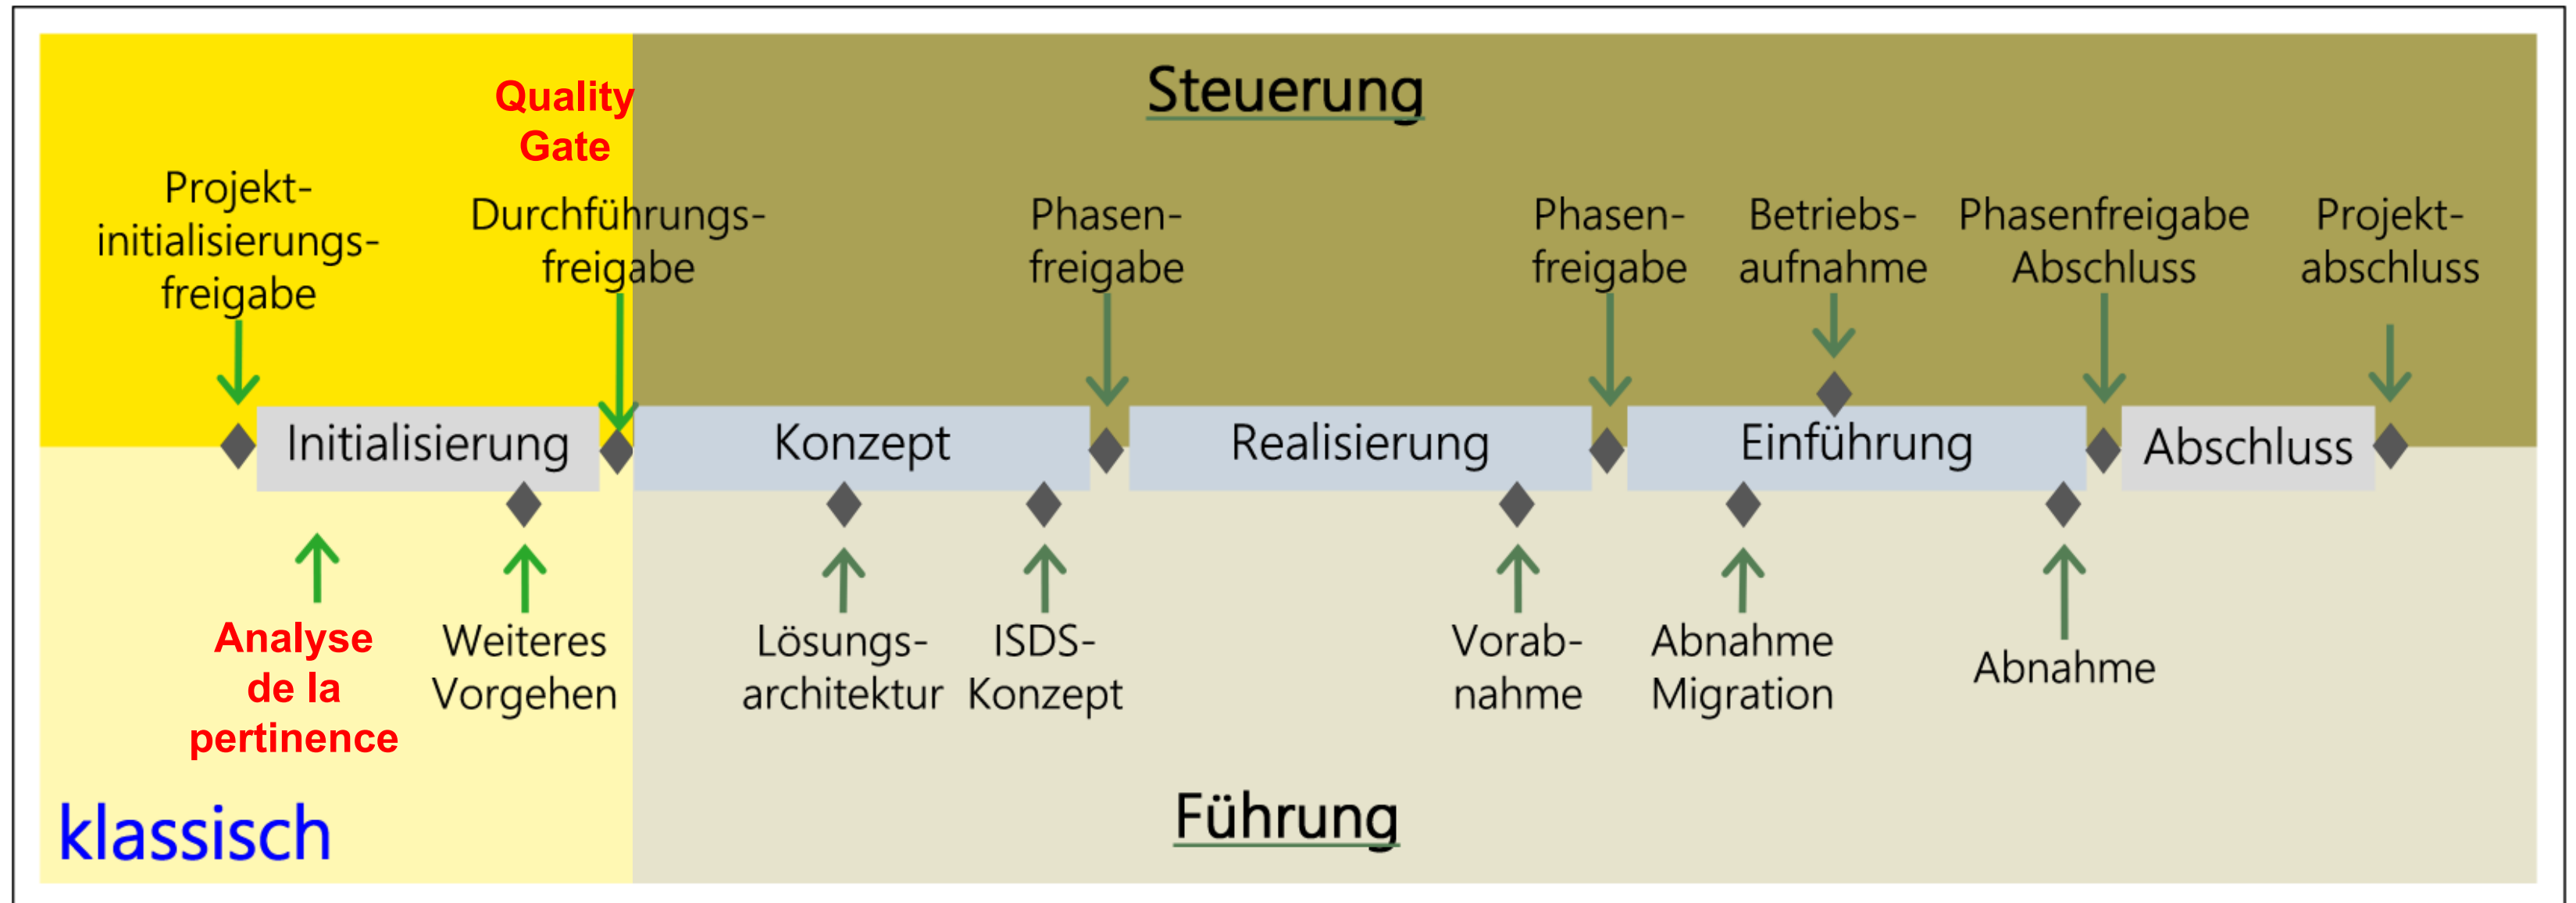 Steuerung
Quality
Gate
Projekt-
initialisierungs-
freigabe
Durchführungs-
freigabe
Phasen-
freigabe
Phasen-
freigabe
Betriebs-
aufnahme
Phasenfreigabe
Abschluss
Projekt-
abschluss
Initialisierung
Konzept
Realisierung
Einführung
Abschluss
Analyse
de la
pertinence
Weiteres
Vorgehen
Lösungs-
architektur
ISDS-
Konzept
Vorab-
nahme
Abnahme
Migration
Abnahme
klassisch
Führung